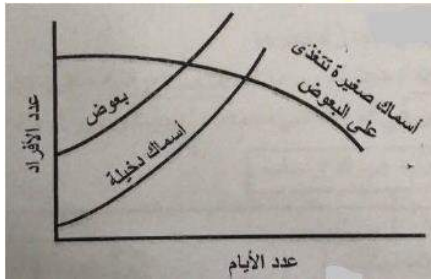 أسماك صغيرة تتغذى
على البعوض
بعوض
أسماك دخيلة
عدد الأفراد
عدد الأيام